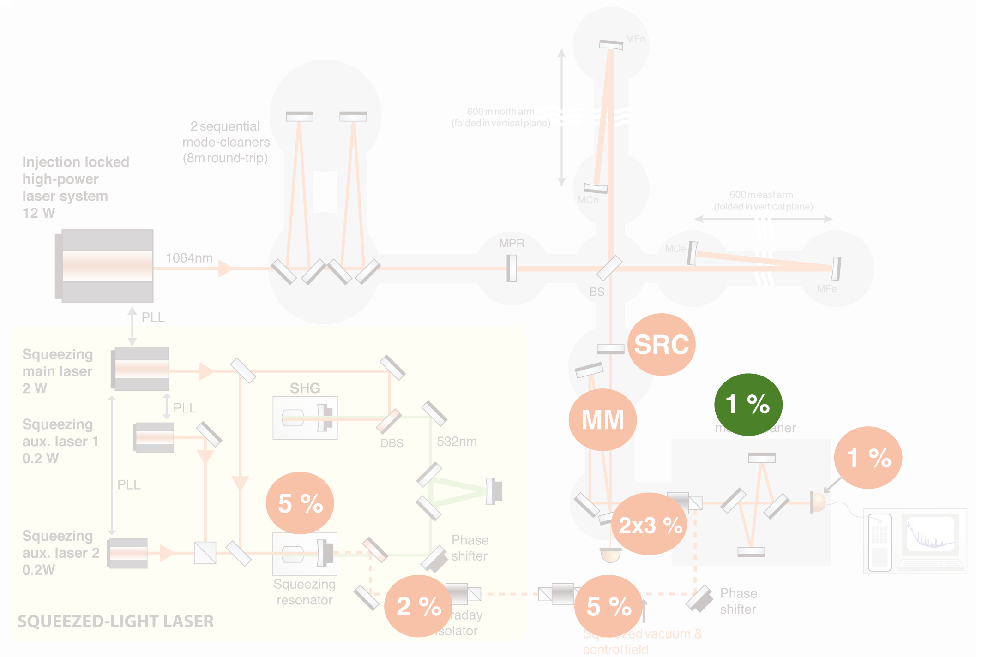 MFn
600 m north arm
(folded in vertical plane)
2 sequential
mode-cleaners
(8m round-trip)
Injection locked
high-power
laser system
12 W
MCn
600 m east arm
(folded in vertical plane)
1064nm
MPR
MCe
BS
MFe
PLL
SRC
Squeezing
main laser
2 W
SHG
1 %
MM
PLL
Squeezing
aux. laser 1
0.2 W
DBS
532nm
1 %
PLL
5 %
2x3 %
Squeezing
aux. laser 2
0.2W
Phase
shifter
Squeezing
resonator
2 %
5 %
Phase
shifter
SQUEEZED-LIGHT LASER
vacuum &
control field